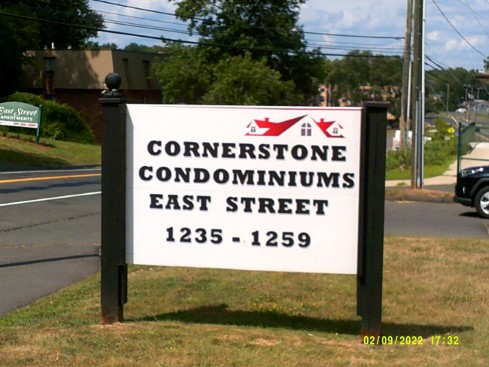 East Street
APARTMENTS
CORNERSTONE
CONDOMINIUMS
EAST STREET
1235 - 1259
02/09/2022 17:32